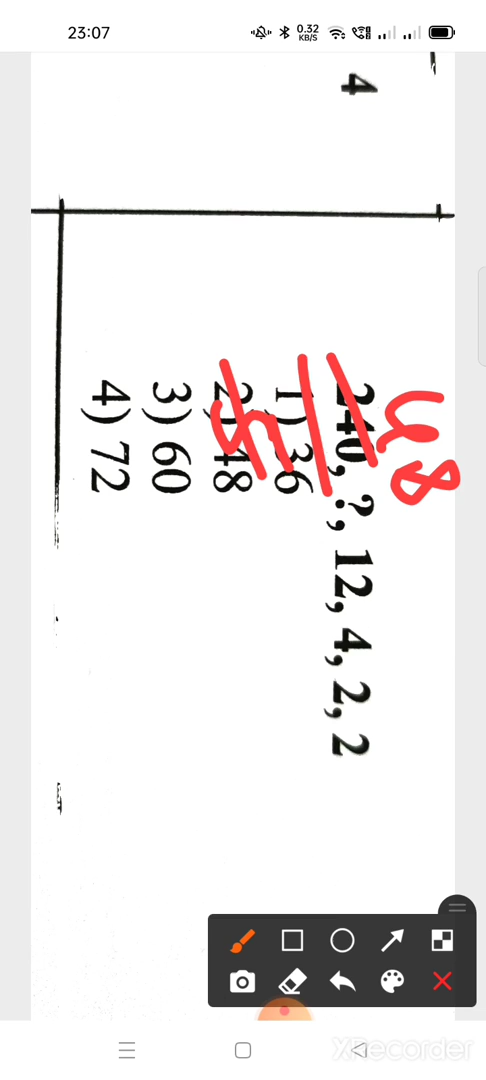 23:07
0.32
KB/S
4
48
240, ?, 12, 4, 2, 2
1) 36
2) 48
3) 60
4) 72
XRecorder